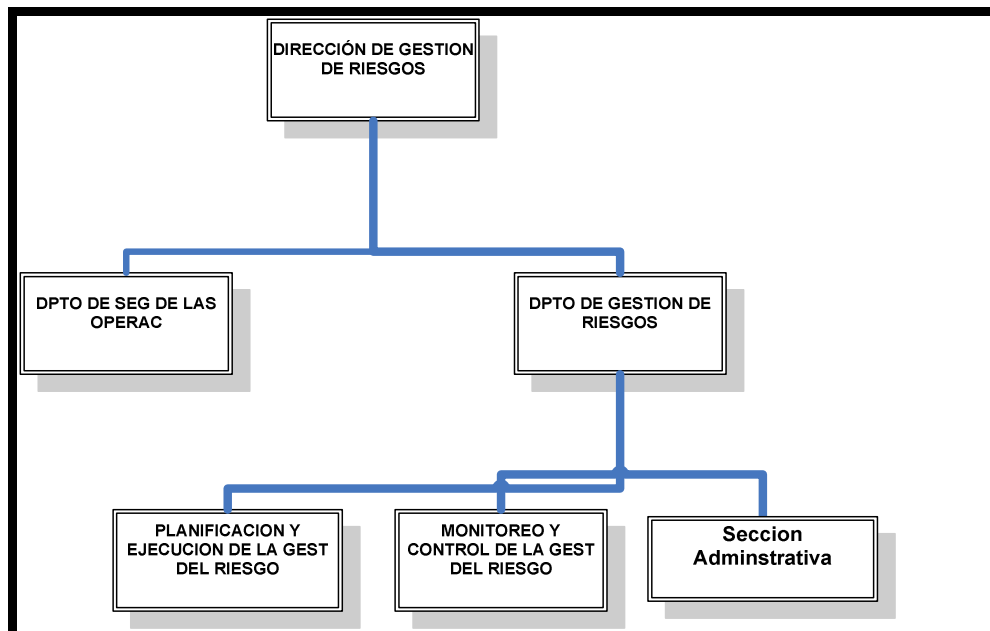 DIRECCIÓN DE GESTION
DE RIESGOS
DPTO DE SEG DE LAS
OPERAC
DPTO DE GESTION DE
RIESGOS
PLANIFICACION Y
EJECUCION DE LA GEST
DEL RIESGO
MONITOREO Y
CONTROL DE LA GEST
DEL RIESGO
Seccion
Adminstrativa